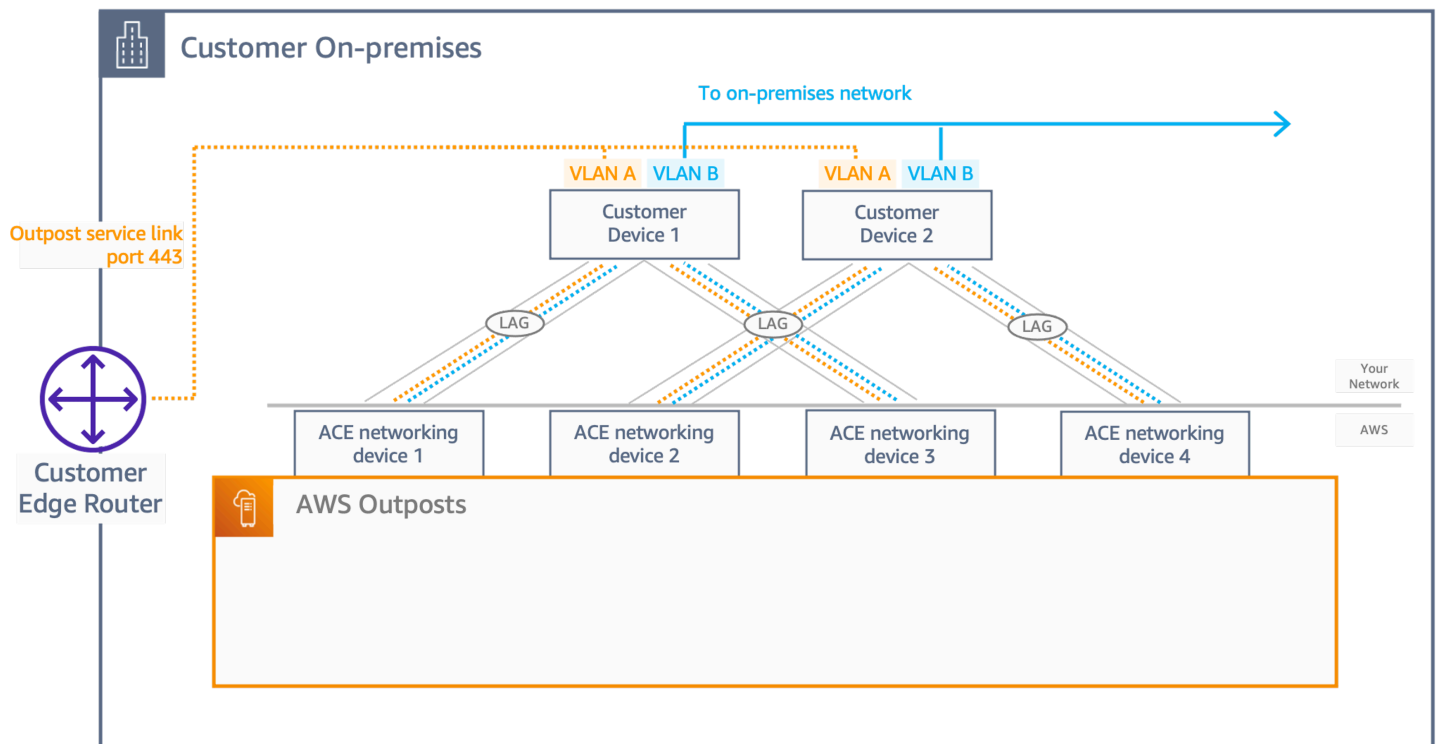 Customer On-premises
To on-premises network
VLAN A
VLAN B
VLAN A
VLAN B
Customer
Device 1
Customer
Device 2
Outpost service link
port 443
LAG
LAG
LAG
Your
Network
AWS
Customer
Edge Router
ACE networking
device 1
ACE networking
device 2
ACE networking
device 3
ACE networking
device 4
AWS Outposts